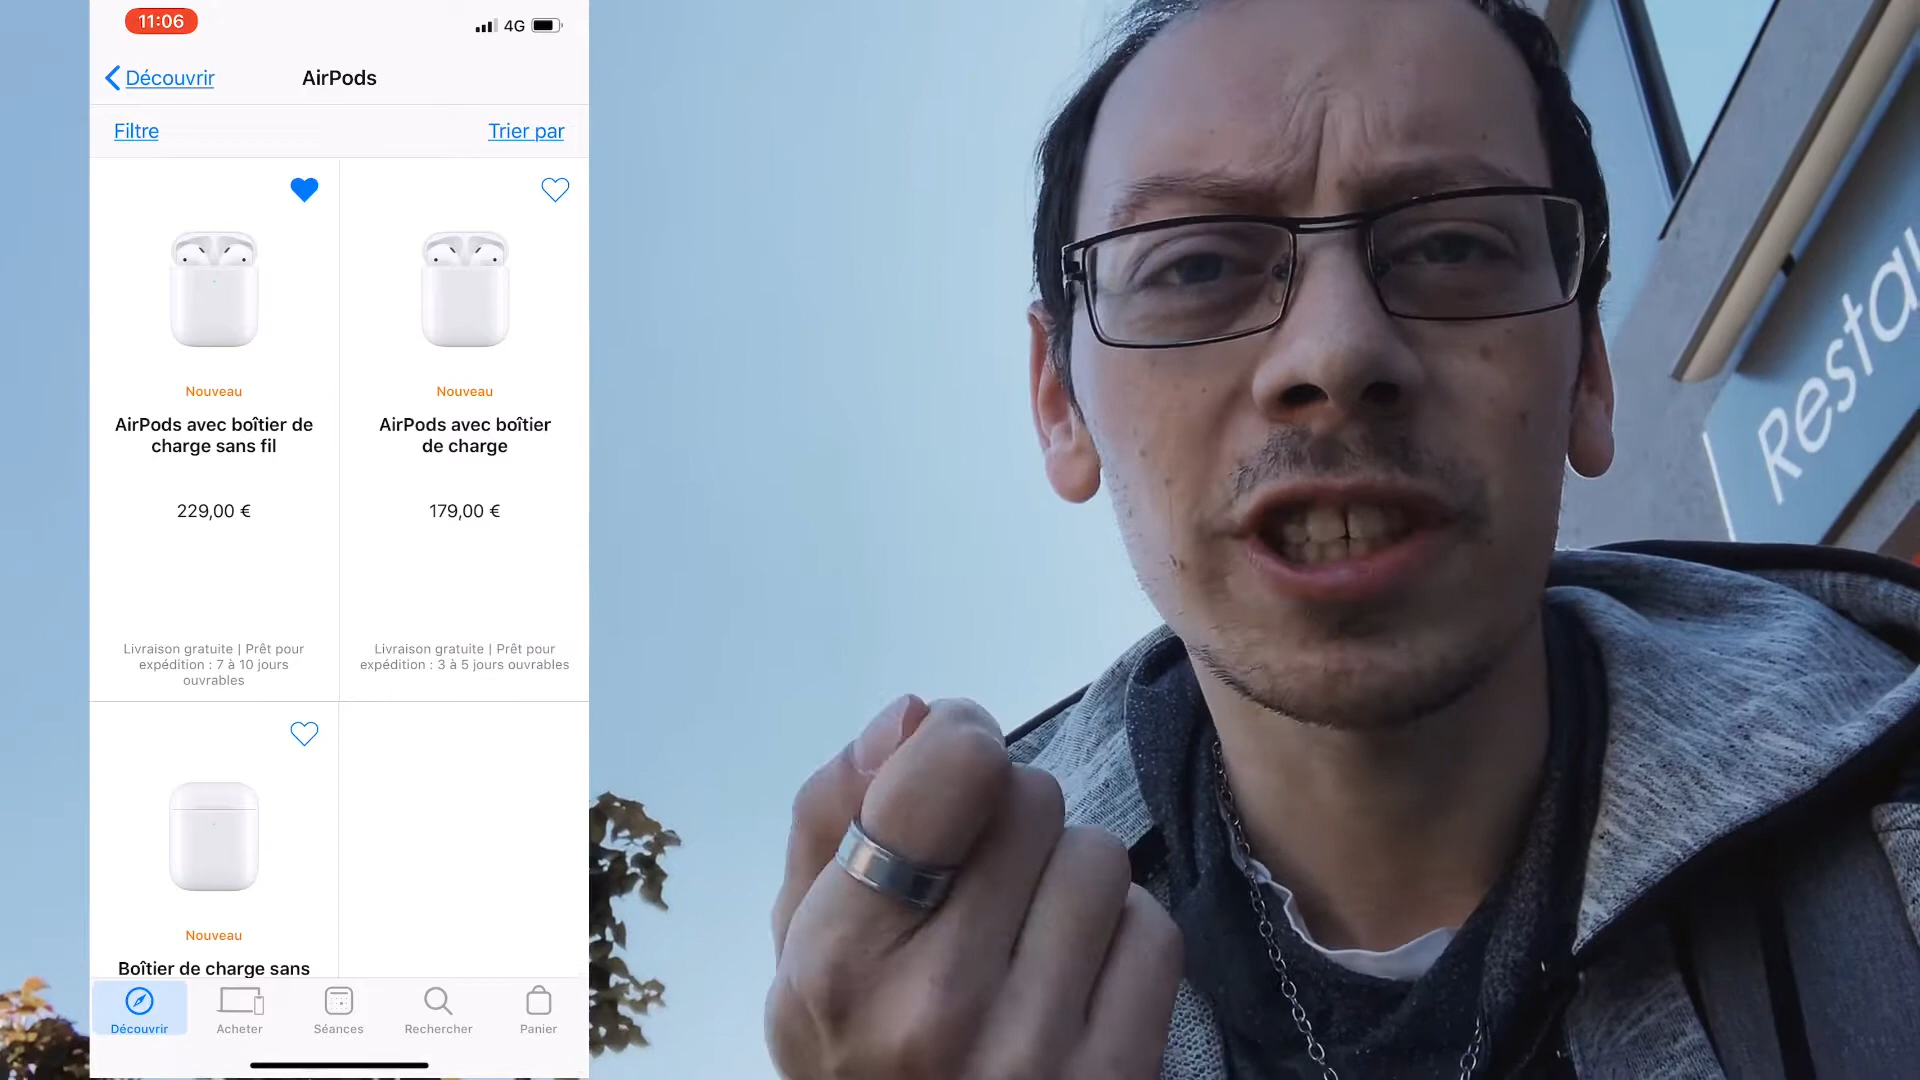 11:06
4G
Découvrir
AirPods
Filtre
Trier par
Nouveau
AirPods avec boîtier de
charge sans fil
229,00 €
Livraison gratuite | Prêt pour
expédition : 7 à 10 jours
ouvrables
Nouveau
AirPods avec boîtier
de charge
179,00 €
Livraison gratuite | Prêt pour
expédition : 3 à 5 jours ouvrables
Nouveau
Boîtier de charge sans
Découvrir
Acheter
Séances
Rechercher
Panier
Restau